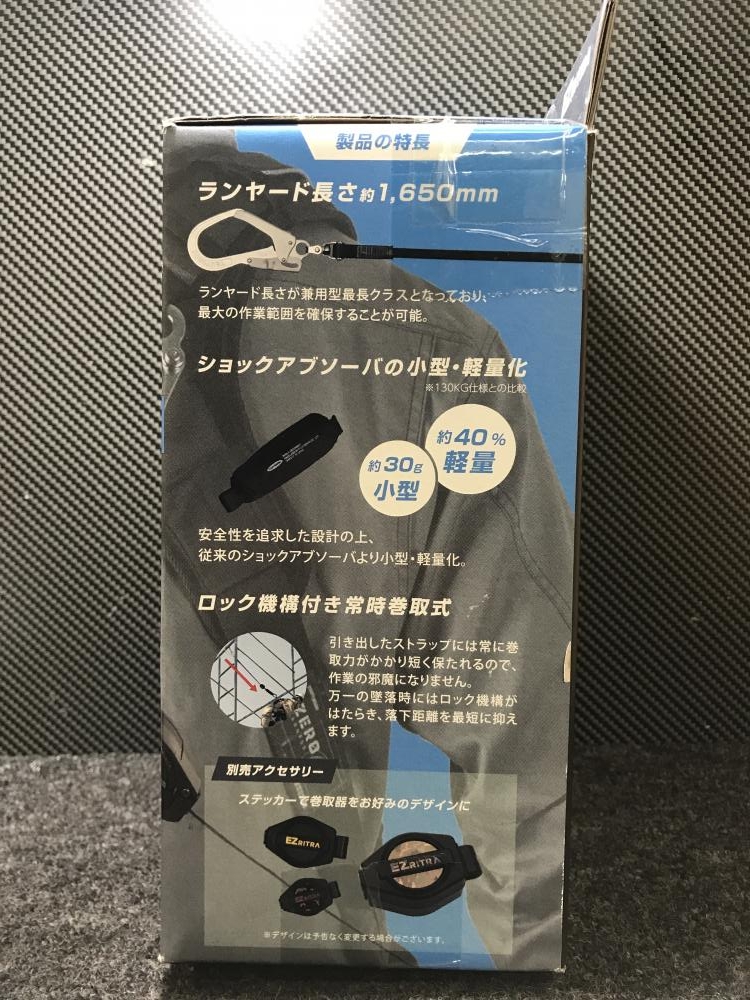 製品の特長
ランヤード長さ約1,650mm
ランヤード長さが兼用型最長クラスとなっており、
最大の作業範囲を確保することが可能。
ショックアブソーバの小型・軽量化
※130KG仕様との比較
約30g
小型
約40%
軽量
安全性を追求した設計の上、
従来のショックアブソーバより小型・軽量化。
ロック機構付き常時巻取式
引き出したストラップには常に巻
取力がかかり短く保たれるので、
作業の邪魔になりません。
万一の墜落時にはロック機構が
はたらき、落下距離を最短に抑え
ます。
ZERO
別売アクセサリー
ステッカーで巻取器をお好みのデザインに
EZRITRA
EZRITRA
※デザインは予告なく変更する場合がございます。